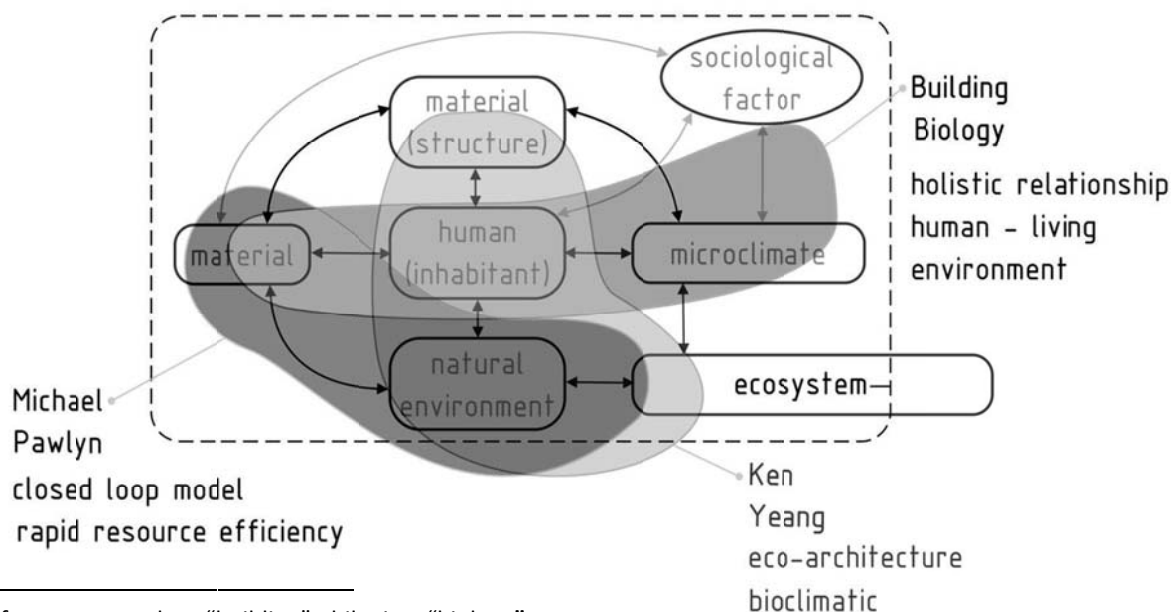 sociological
factor
material
(structure)
Building
Biology
holistic relationship
human - living
environment
human
(inhabitant)
material
microclimate
natural
environment
ecosystem
Michael
Pawlyn
closed loop model
rapid resource efficiency
Ken
Yeang
eco-architecture
bioclimatic